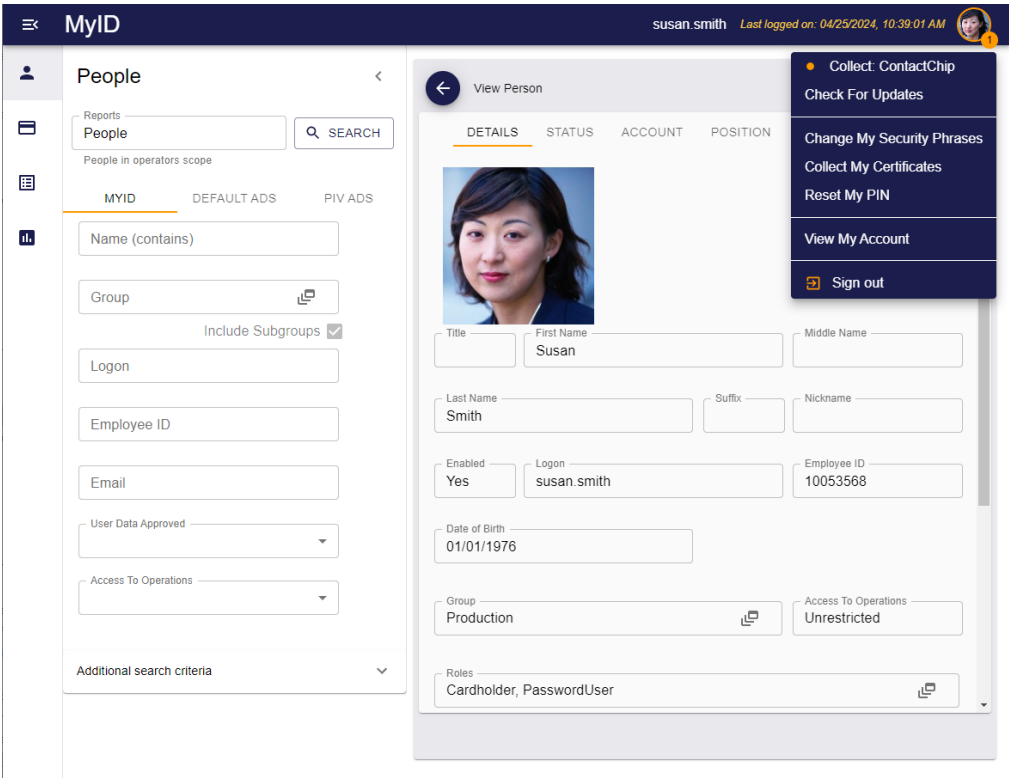 MyID
susan.smith Last logged on: 04/25/2024, 10:39:01 AM
1
Collect: ContactChip
Check For Updates
Change My Security Phrases
Collect My Certificates
Reset My PIN
View My Account
Sign out
People
Reports
People
SEARCH
People in operators scope
MYID DEFAULT ADS PIV ADS
Name (contains)
Group
Include Subgroups
Logon
Employee ID
Email
User Data Approved
Access To Operations
Additional search criteria
View Person
DETAILS STATUS ACCOUNT POSITION
Title First Name Middle Name
Susan
Last Name Suffix Nickname
Smith
Enabled Logon Employee ID
Yes susan.smith 10053568
Date of Birth
01/01/1976
Group Access To Operations
Production Unrestricted
Roles
Cardholder, PasswordUser